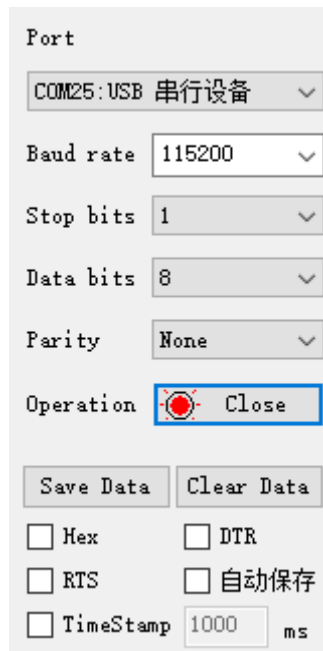 Port
COM25:USB 串行设备
Baud rate 115200
Stop bits 1
Data bits 8
Parity None
Operation Close
Save Data Clear Data
Hex DTR
RTS 自动保存
TimeStamp 1000 ms